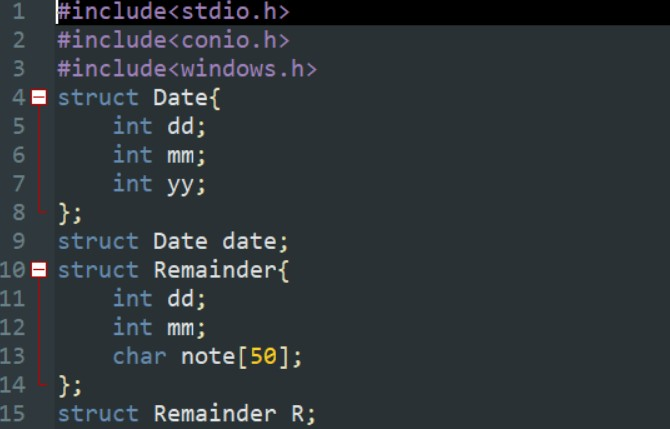 1 #include<stdio.h>
2 #include<conio.h>
3 #include<windows.h>
4 struct Date{
5     int dd;
6     int mm;
7     int yy;
8 };
9 struct Date date;
10 struct Remainder{
11     int dd;
12     int mm;
13     char note[50];
14 };
15 struct Remainder R;